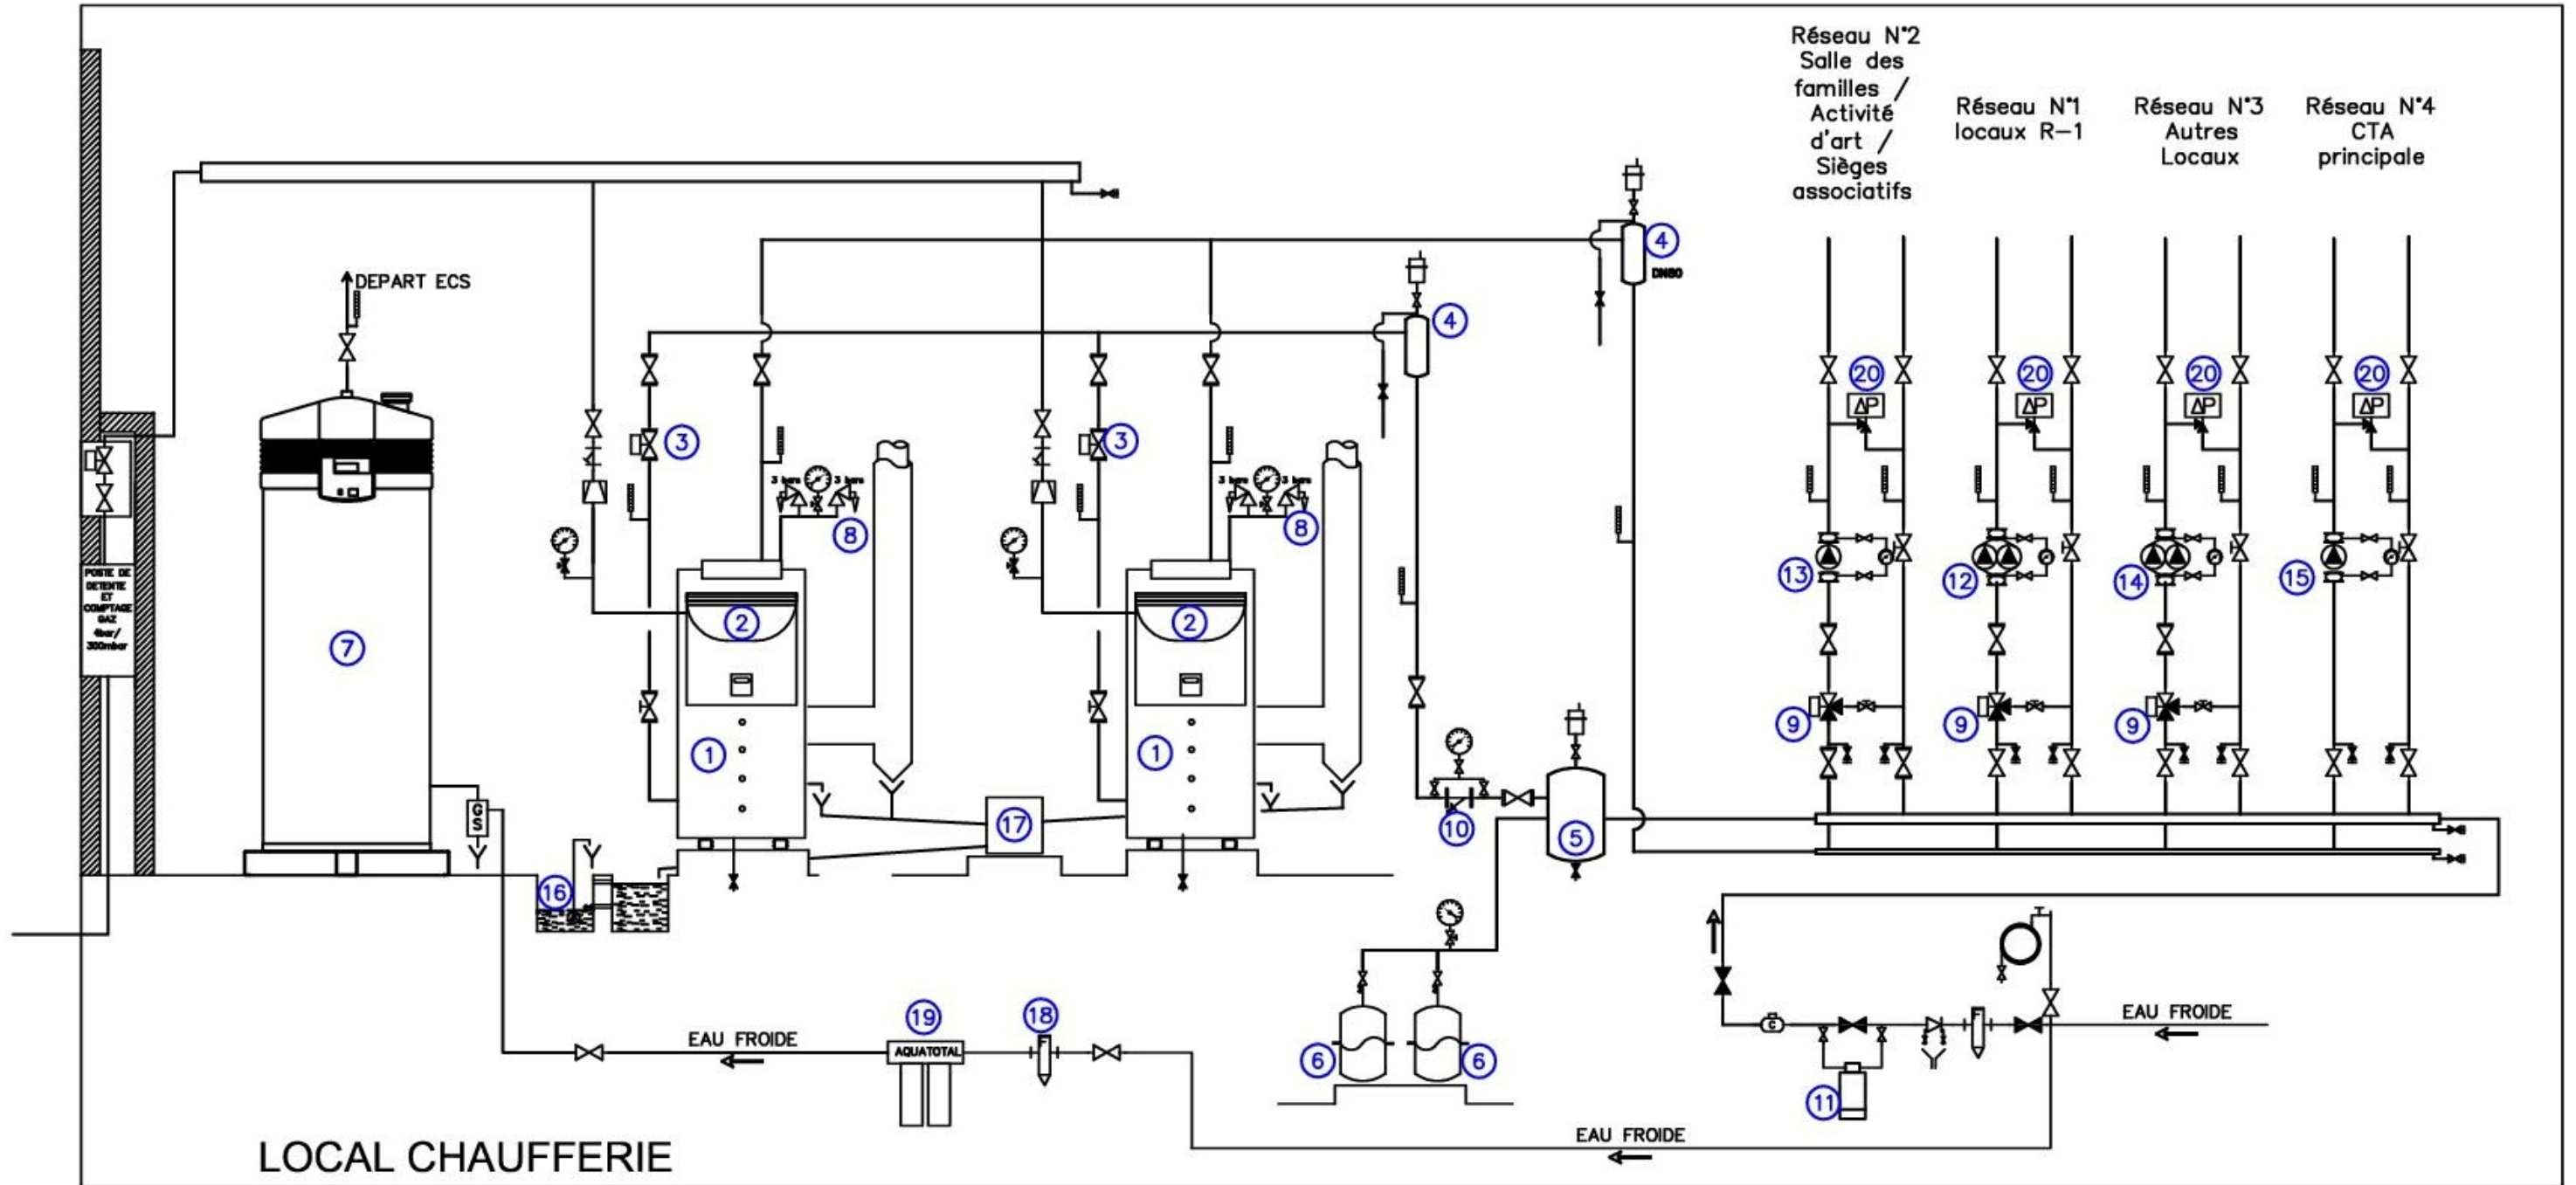 Réseau N°2
Salle des
familles /
Activité
d'art /
Sièges
associatifs
Réseau N°1
locaux R-1
Réseau N°3
Autres
Locaux
Réseau N°4
CTA
principale
DEPART ECS
4
DN80
4
20
20
20
20
ΔP
ΔP
ΔP
ΔP
3
3
3 bars
3 bars
3 bars
3 bars
8
8
POSTE DE
DETENTE
ET
COMPTAGE
GAZ
4bar/
300mbar
13
12
14
15
2
2
7
9
9
9
1
1
GS
17
10
5
16
EAU FROIDE
19
18
AQUATOTAL
F
6
6
C
F
EAU FROIDE
11
EAU FROIDE
LOCAL CHAUFFERIE